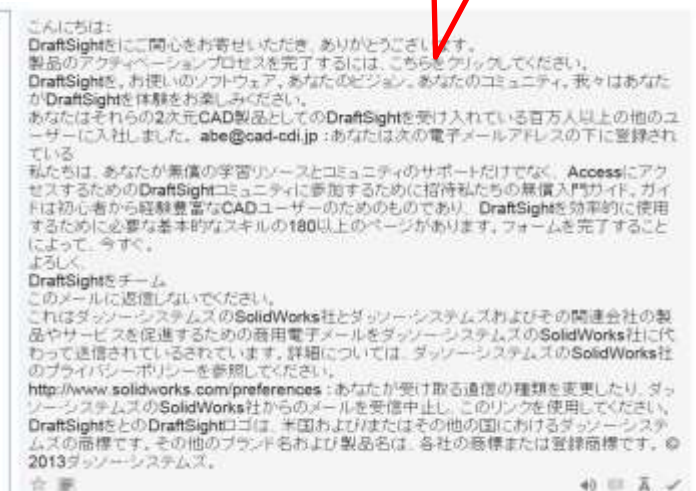 こんにちは:
DraftSightをにご関心をお寄せいただき、ありがとうございます。
製品のアクティベーションプロセスを完了するには、こちらをクリックしてください。
DraftSightを。お使いのソフトウェア。あなたのビジョン。あなたのコミュニティ。我々はあなた
がDraftSightを体験をお楽しみください。
あなたはそれらの2次元CAD製品としてのDraftSightを受け入れている百万人以上の他のユ
ーザーに入社しました。abe@cad-cdi.jp :あなたは次の電子メールアドレスの下に登録され
ている
私たちは、あなたが無償の学習リソースとコミュニティのサポートだけでなく、Accessにアク
セスするためのDraftSightコミュニティに参加するために招待私たちの無償入門ガイド。ガイ
ドは初心者から経験豊富なCADユーザーのためのものであり、DraftSightを効率的に使用
するために必要な基本的なスキルの180以上のページがあります。フォームを完了すること
によって、今すぐ。
よろしく、
DraftSightをチーム
このメールに返信しないでください。
これはダッソー·システムズのSolidWorks社とダッソー·システムズおよびその関連会社の製
品やサービスを促進するための商用電子メールをダッソー·システムズのSolidWorks社に代
わって送信されているされています。詳細については、ダッソー·システムズのSolidWorks社
のプライバシーポリシーを参照してください。
http://www.solidworks.com/preferences :あなたが受け取る通信の種類を変更したり、ダッ
ソー·システムズのSolidWorks社からのメールを受信中止し、このリンクを使用してください。
DraftSightをとのDraftSightロゴは、米国および/またはその他の国におけるダッソー·システ
ムズの商標です。その他のブランド名および製品名は、各社の商標または登録商標です。©
2013ダッソー·システムズ。